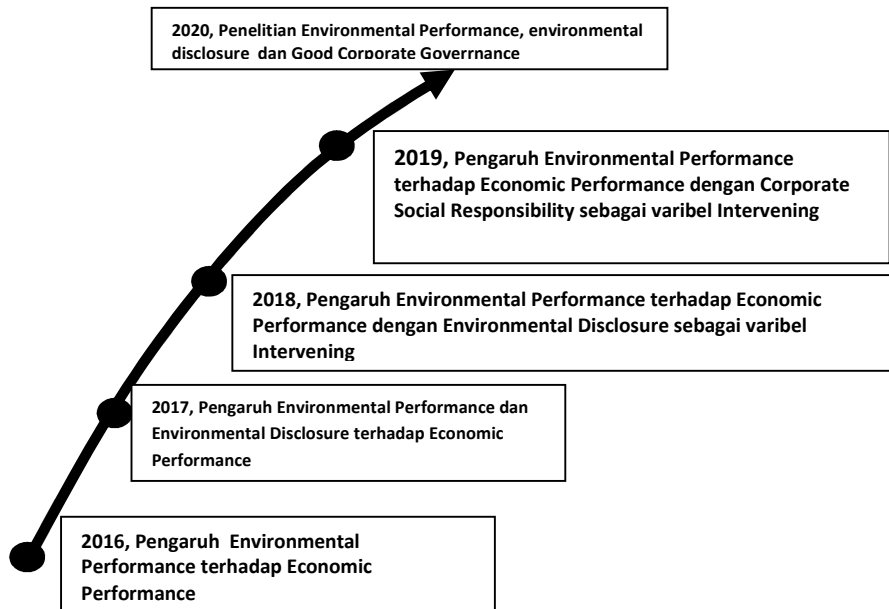 2020, Penelitian Environmental Performance, environmental
disclosure dan Good Corporate Goverrnance
2019, Pengaruh Environmental Performance
terhadap Economic Performance dengan Corporate
Social Responsibility sebagai varibel Intervening
2018, Pengaruh Environmental Performance terhadap Economic
Performance dengan Environmental Disclosure sebagai varibel
Intervening
2017, Pengaruh Environmental Performance dan
Environmental Disclosure terhadap Economic
Performance
2016, Pengaruh Environmental
Performance terhadap Economic
Performance